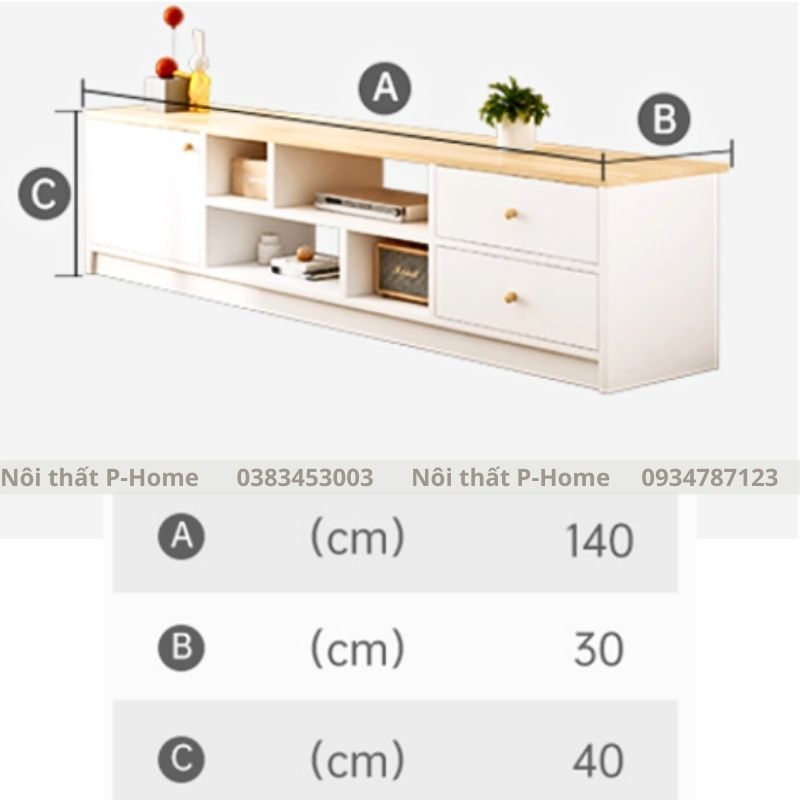 A
B
C
Nôi thất P-Home 0383453003 Nôi thất P-Home 0934787123
A (cm) 140
B (cm) 30
C (cm) 40